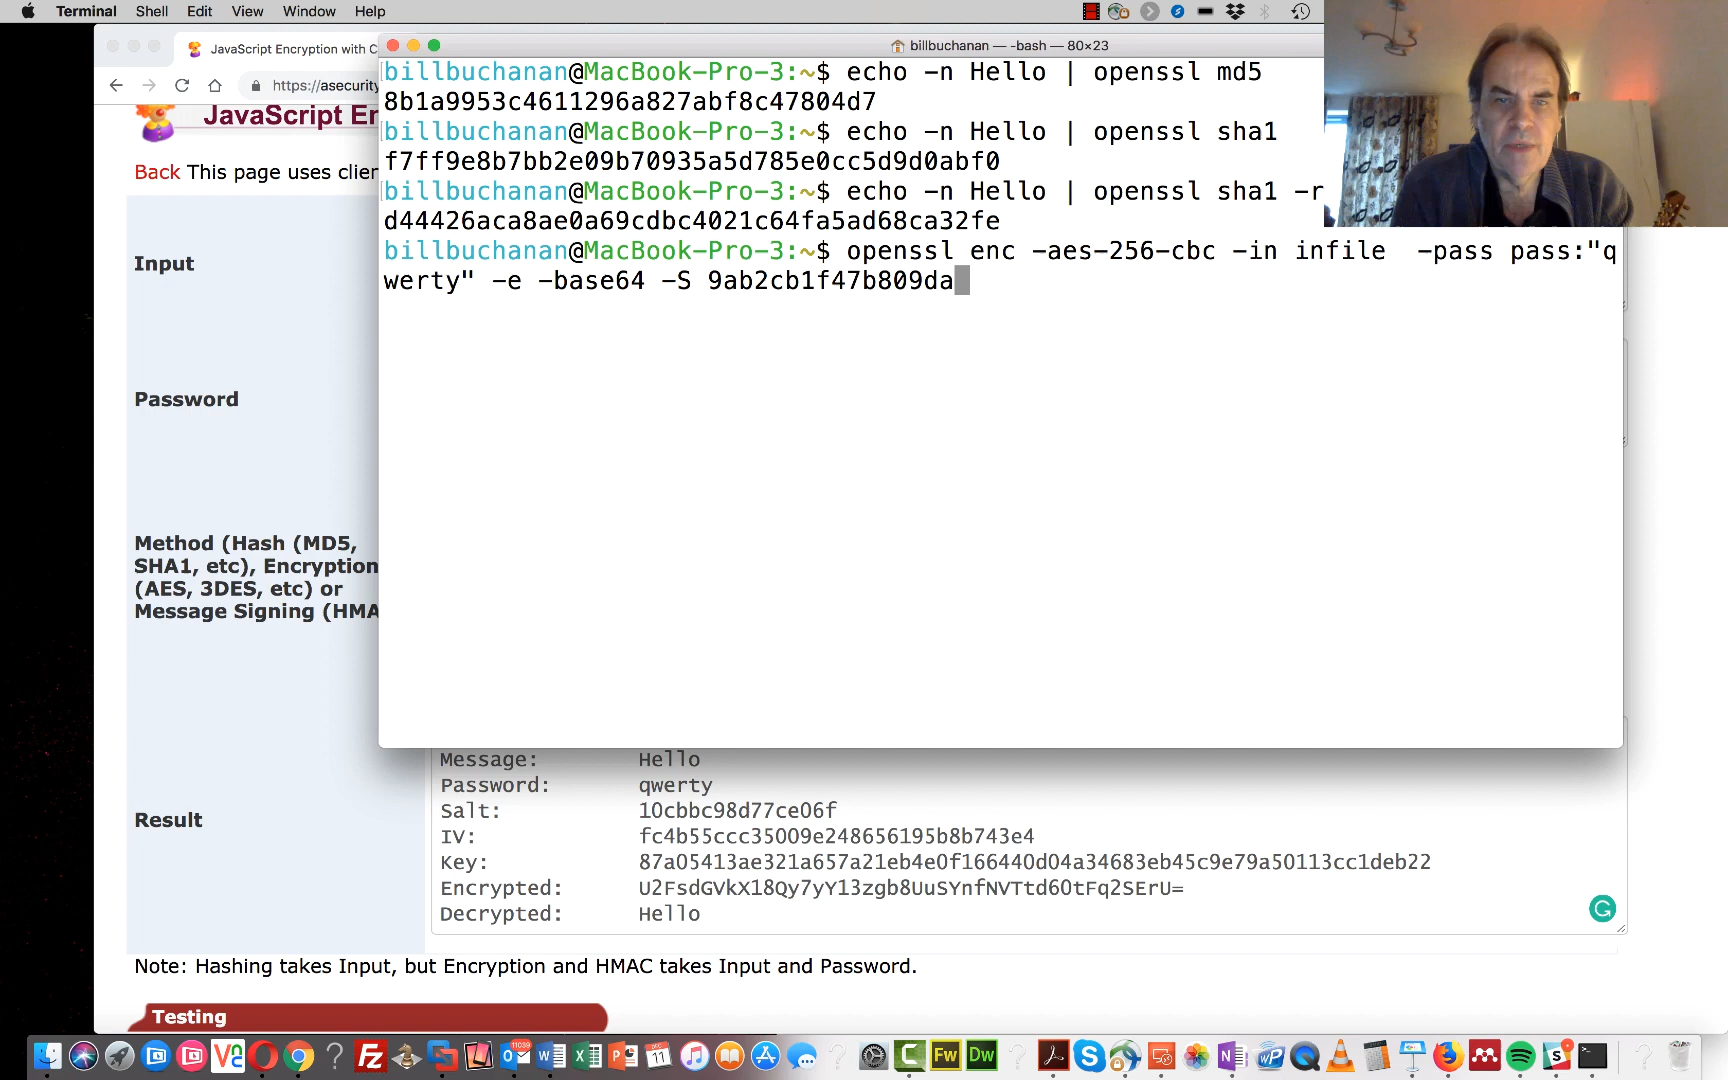 Terminal Shell Edit View Window Help
JavaScript Encryption with C
billbuchanan — -bash — 80×23
https://asecurity
JavaScript En
Back This page uses clier
billbuchanan@MacBook-Pro-3:~$ echo -n Hello | openssl md5
8b1a9953c4611296a827abf8c47804d7
billbuchanan@MacBook-Pro-3:~$ echo -n Hello | openssl sha1
f7ff9e8b7bb2e09b70935a5d785e0cc5d9d0abf0
billbuchanan@MacBook-Pro-3:~$ echo -n Hello | openssl sha1 -r
d44426aca8ae0a69cdbc4021c64fa5ad68ca32fe
billbuchanan@MacBook-Pro-3:~$ openssl enc -aes-256-cbc -in infile  -pass pass:"q
werty" -e -base64 -S 9ab2cb1f47b809da
Input
Password
Method (Hash (MD5,
SHA1, etc), Encryption
(AES, 3DES, etc) or
Message Signing (HMA
Result
Message: Hello
Password: qwerty
Salt: 10cbbc98d77ce06f
IV: fc4b55ccc35009e248656195b8b743e4
Key: 87a05413ae321a657a21eb4e0f166440d04a34683eb45c9e79a50113cc1deb22
Encrypted: U2FsdGVkX18Qy7yY13zgb8UuSYnfNVTtd60tFq2SErU=
Decrypted: Hello
Note: Hashing takes Input, but Encryption and HMAC takes Input and Password.
Testing